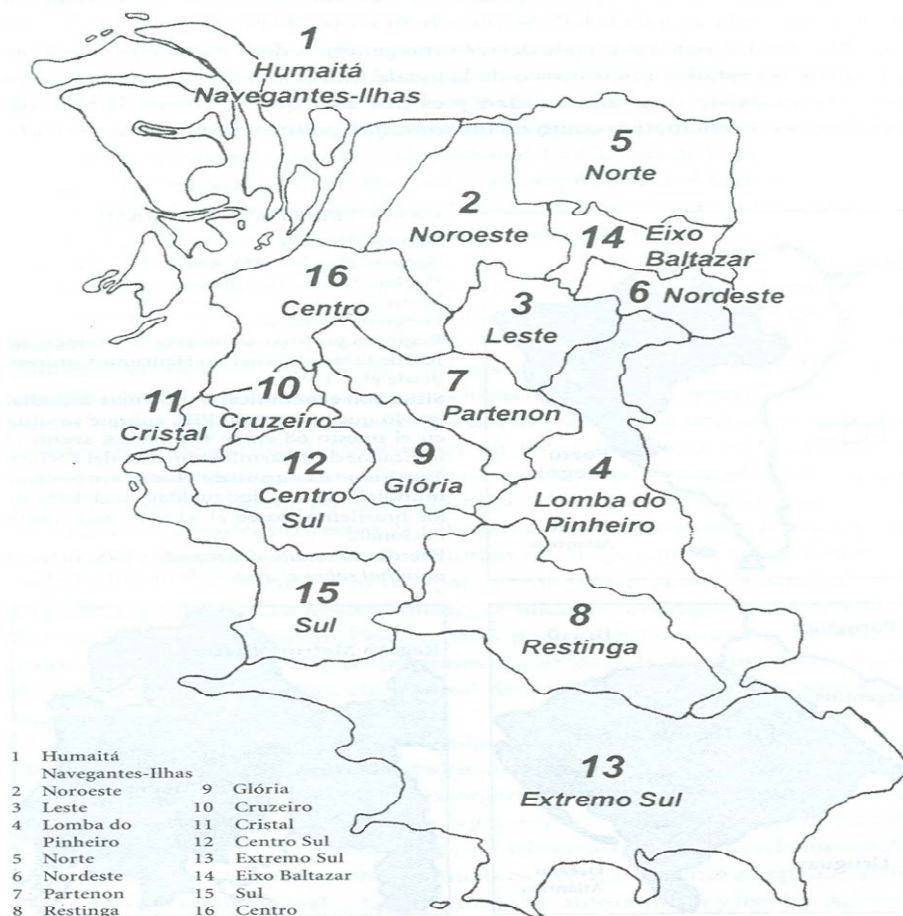 1
Humaitá
Navegantes-Ilhas
5
Norte
2
Noroeste
14 Eixo
Baltazar
16
Centro
3
Leste
6 Nordeste
7
Partenon
10
Cruzeiro
11
Cristal
12
Centro
Sul
9
Glória
4
Lomba do
Pinheiro
15
Sul
8
Restinga
13
Extremo Sul
1 Humaitá
Navegantes-Ilhas
2 Noroeste
3 Leste
4 Lomba do
Pinheiro
5 Norte
6 Nordeste
7 Partenon
8 Restinga
9 Glória
10 Cruzeiro
11 Cristal
12 Centro Sul
13 Extremo Sul
14 Eixo Baltazar
15 Sul
16 Centro